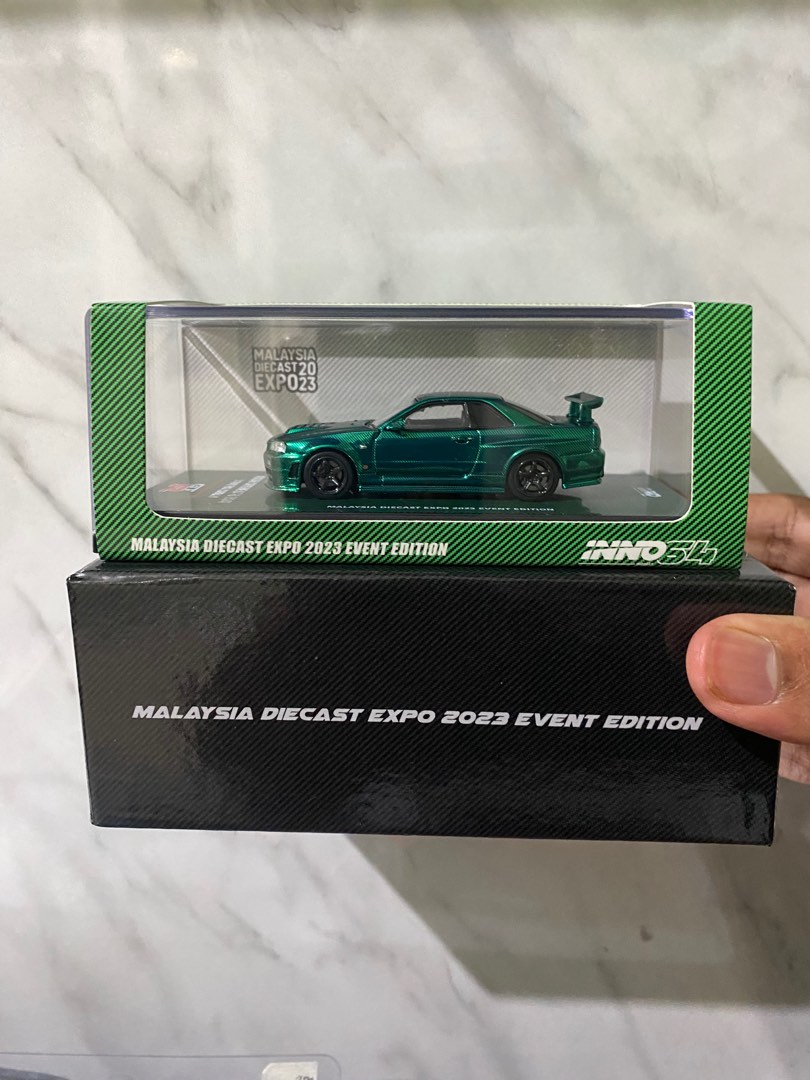 MALAYSIA
DIECAST 20
EXPO 23
MALAYSIA DIECAST EXPO 2023 EVENT EDITION
MALAYSIA DIECAST EXPO 2023 EVENT EDITION
INNO64
MALAYSIA DIECAST EXPO 2023 EVENT EDITION